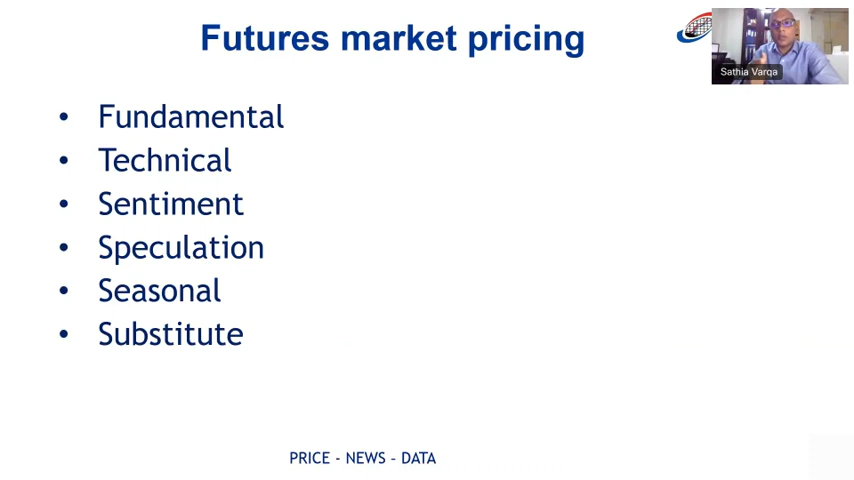 Futures market pricing
Sathia Varqa
• Fundamental
• Technical
• Sentiment
• Speculation
• Seasonal
• Substitute
PRICE - NEWS - DATA